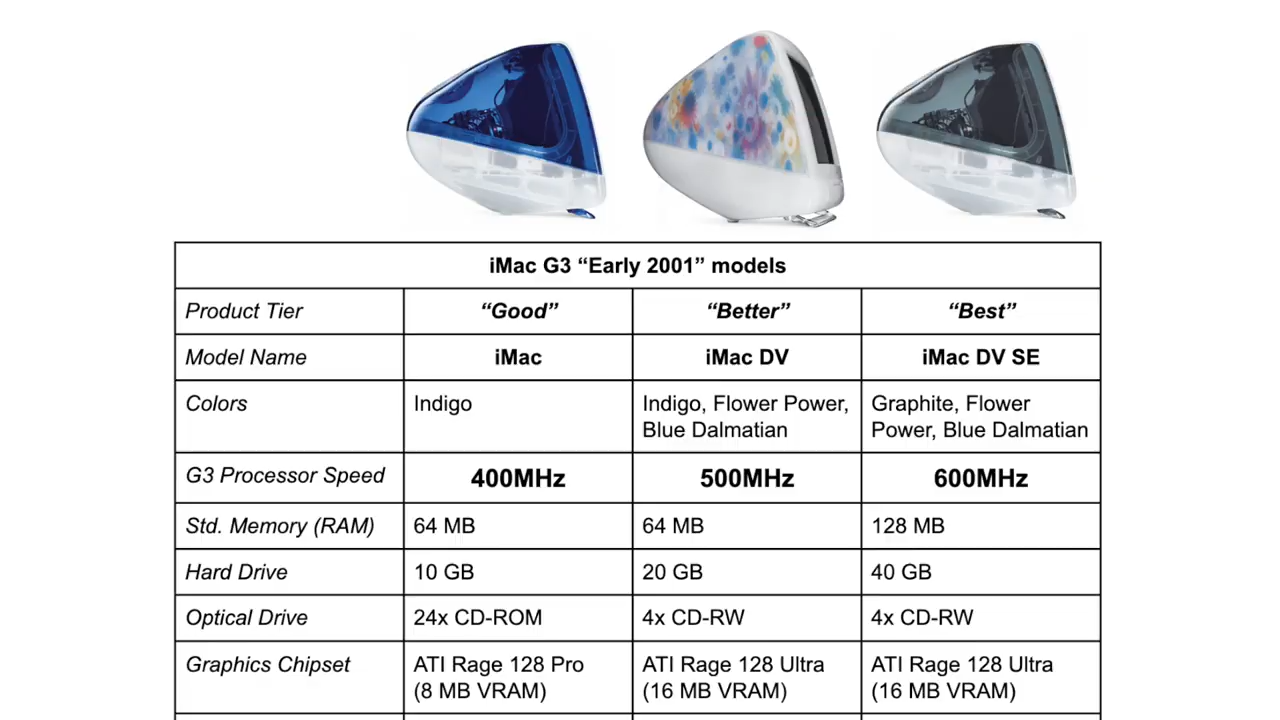 iMac G3 “Early 2001” models
Product Tier “Good” “Better” “Best”
Model Name iMac iMac DV iMac DV SE
Colors Indigo Indigo, Flower Power, Graphite, Flower
Blue Dalmatian Power, Blue Dalmatian
G3 Processor Speed 400MHz 500MHz 600MHz
Std. Memory (RAM) 64 MB 64 MB 128 MB
Hard Drive 10 GB 20 GB 40 GB
Optical Drive 24x CD-ROM 4x CD-RW 4x CD-RW
Graphics Chipset ATI Rage 128 Pro ATI Rage 128 Ultra ATI Rage 128 Ultra
(8 MB VRAM) (16 MB VRAM) (16 MB VRAM)